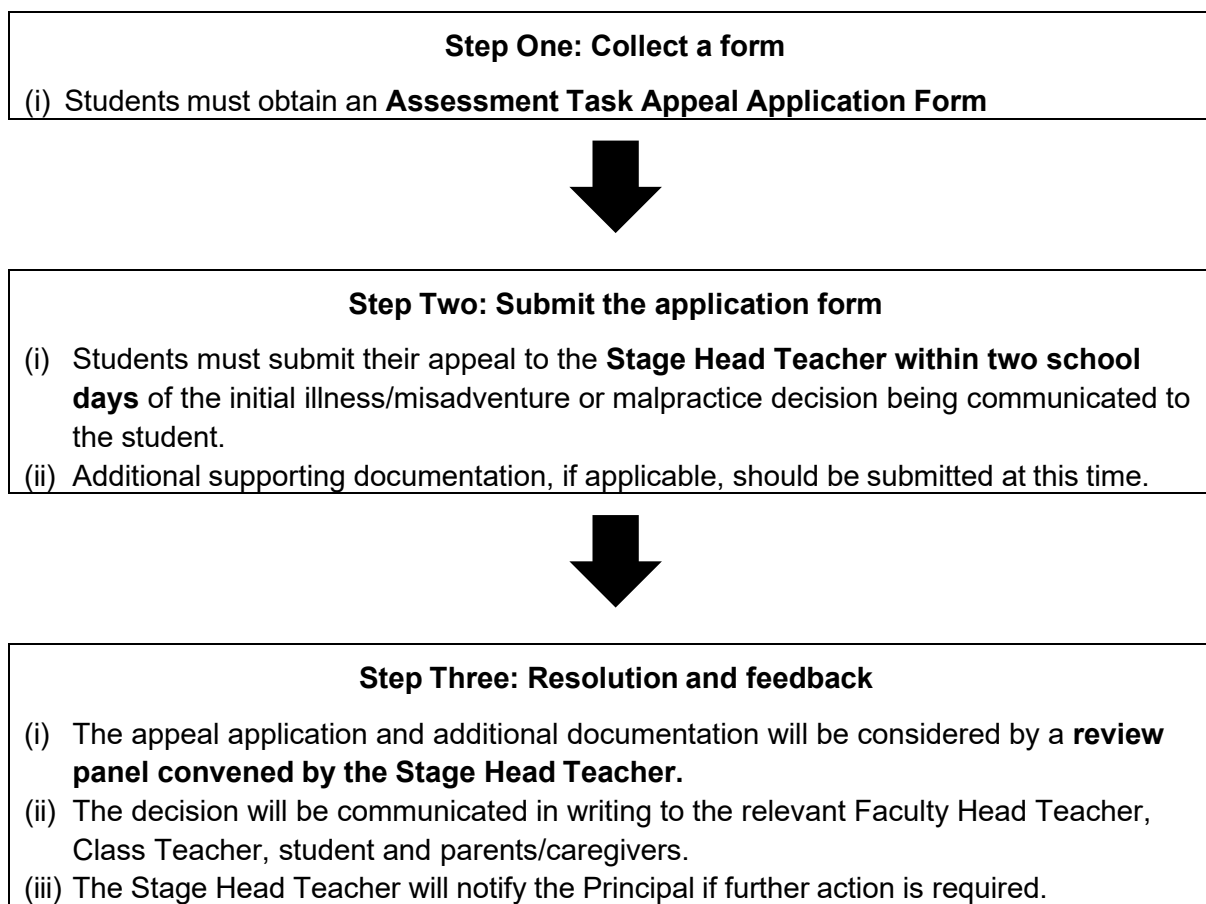 Step One: Collect a form
(i) Students must obtain an Assessment Task Appeal Application Form
Step Two: Submit the application form
(i) Students must submit their appeal to the Stage Head Teacher within two school
days of the initial illness/misadventure or malpractice decision being communicated to
the student.
(ii) Additional supporting documentation, if applicable, should be submitted at this time.
Step Three: Resolution and feedback
(i) The appeal application and additional documentation will be considered by a review
panel convened by the Stage Head Teacher.
(ii) The decision will be communicated in writing to the relevant Faculty Head Teacher,
Class Teacher, student and parents/caregivers.
(iii) The Stage Head Teacher will notify the Principal if further action is required.